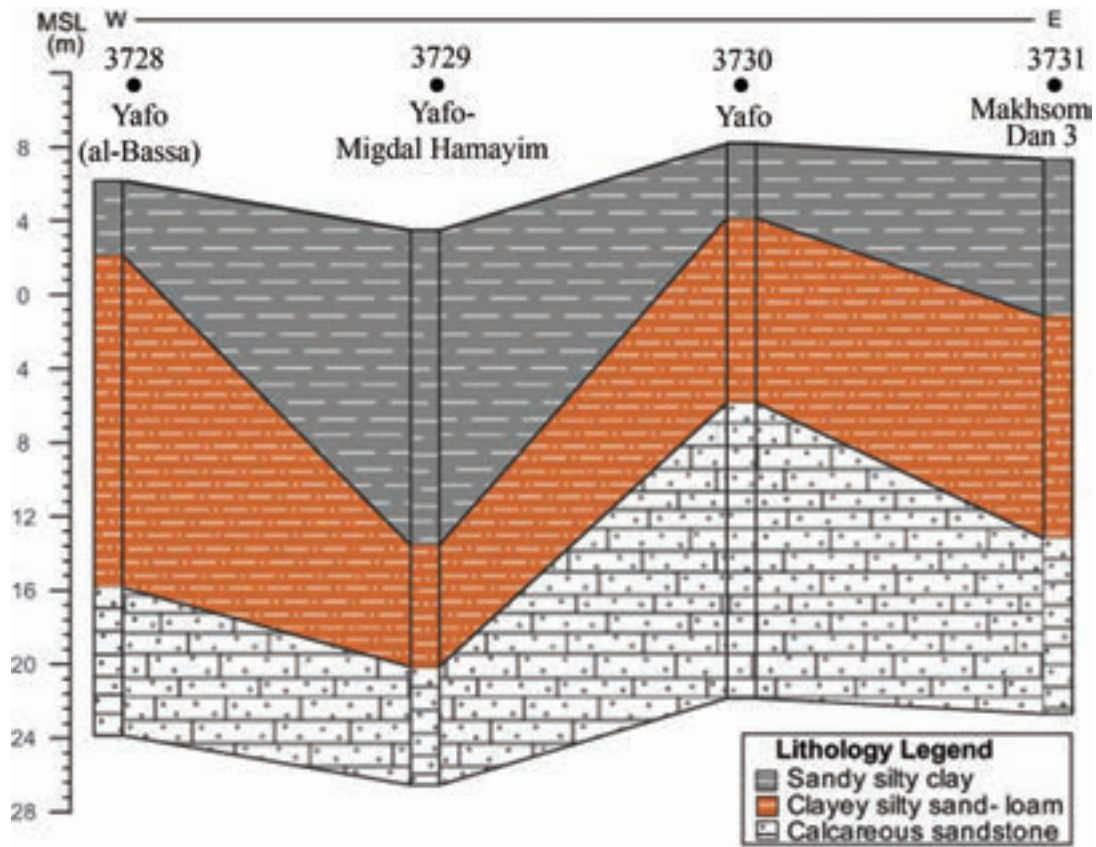 MSL
(m)
W
E
3728
3729
3730
3731
Yafo
(al-Bassa)
Yafo-
Migdal Hamayim
Yafo
Makhsom
Dan 3
8
4
0
4
8
12
16
20
24
28
Lithology Legend
Sandy silty clay
Clayey silty sand- loam
Calcareous sandstone